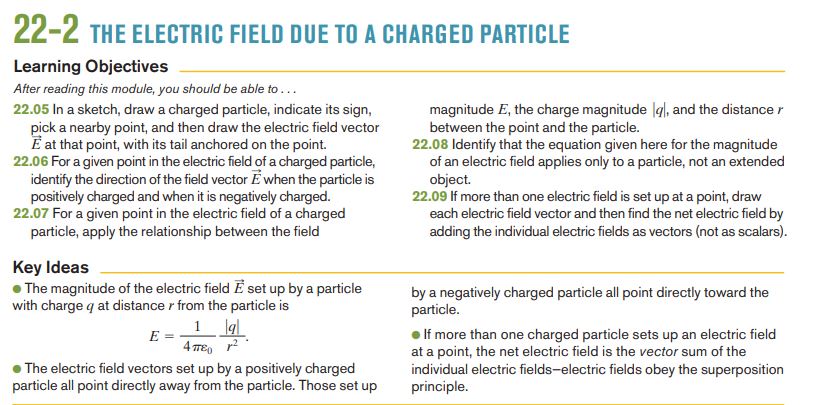 22-2 THE ELECTRIC FIELD DUE TO A CHARGED PARTICLE
Learning Objectives
After reading this module, you should be able to . . .
22.05 In a sketch, draw a charged particle, indicate its sign,
pick a nearby point, and then draw the electric field vector
E⃗ at that point, with its tail anchored on the point.
22.06 For a given point in the electric field of a charged particle,
identify the direction of the field vector E⃗ when the particle is
positively charged and when it is negatively charged.
22.07 For a given point in the electric field of a charged
particle, apply the relationship between the field
magnitude E, the charge magnitude |q|, and the distance r
between the point and the particle.
22.08 Identify that the equation given here for the magnitude
of an electric field applies only to a particle, not an extended
object.
22.09 If more than one electric field is set up at a point, draw
each electric field vector and then find the net electric field by
adding the individual electric fields as vectors (not as scalars).
Key Ideas
● The magnitude of the electric field E⃗ set up by a particle
with charge q at distance r from the particle is
E = 1/(4πε₀) |q|/r².
● The electric field vectors set up by a positively charged
particle all point directly away from the particle. Those set up
by a negatively charged particle all point directly toward the
particle.
● If more than one charged particle sets up an electric field
at a point, the net electric field is the vector sum of the
individual electric fields–electric fields obey the superposition
principle.